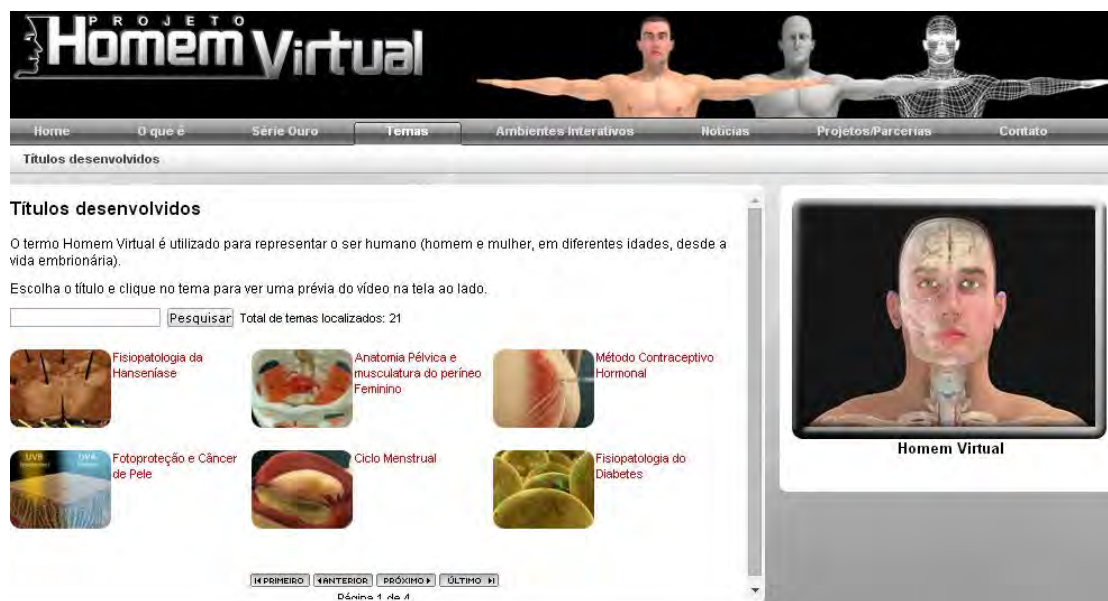 PROJETO
Homem Virtual
Home O que é Série Ouro Temas Ambientes Interativos Notícias Projetos/Parcerias Contato
Títulos desenvolvidos
Títulos desenvolvidos
O termo Homem Virtual é utilizado para representar o ser humano (homem e mulher, em diferentes idades, desde a
vida embrionária).
Escolha o título e clique no tema para ver uma prévia do vídeo na tela ao lado.
Pesquisar Total de temas localizados: 21
Fisiopatologia da
Hanseníase
Anatomia Pélvica e
musculatura do períneo
Feminino
Método Contraceptivo
Hormonal
UVB UVA
Fotoproteção e Câncer
de Pele
Ciclo Menstrual
Fisiopatologia do
Diabetes
Homem Virtual
PRIMEIRO ANTERIOR PRÓXIMO ÚLTIMO
Página 1 de 4